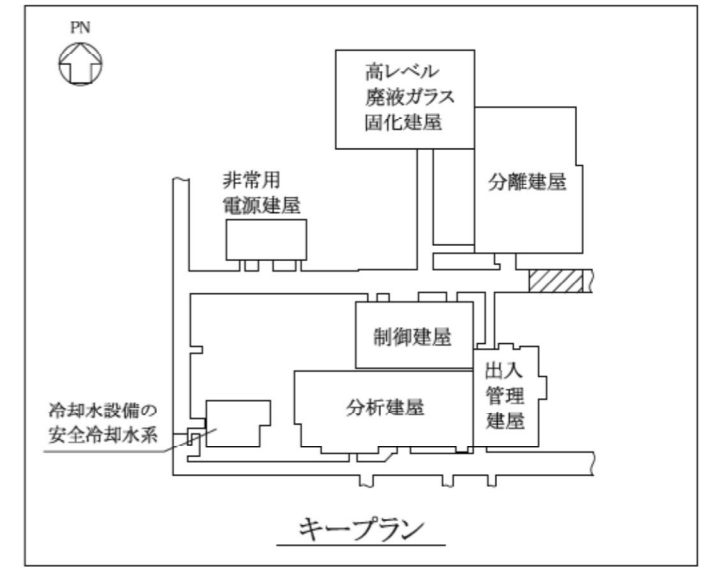 PN
高レベル
廃液ガラス
固化建屋
分離建屋
非常用
電源建屋
制御建屋
出入
管理
建屋
分析建屋
冷却水設備の
安全冷却水系
キープラン